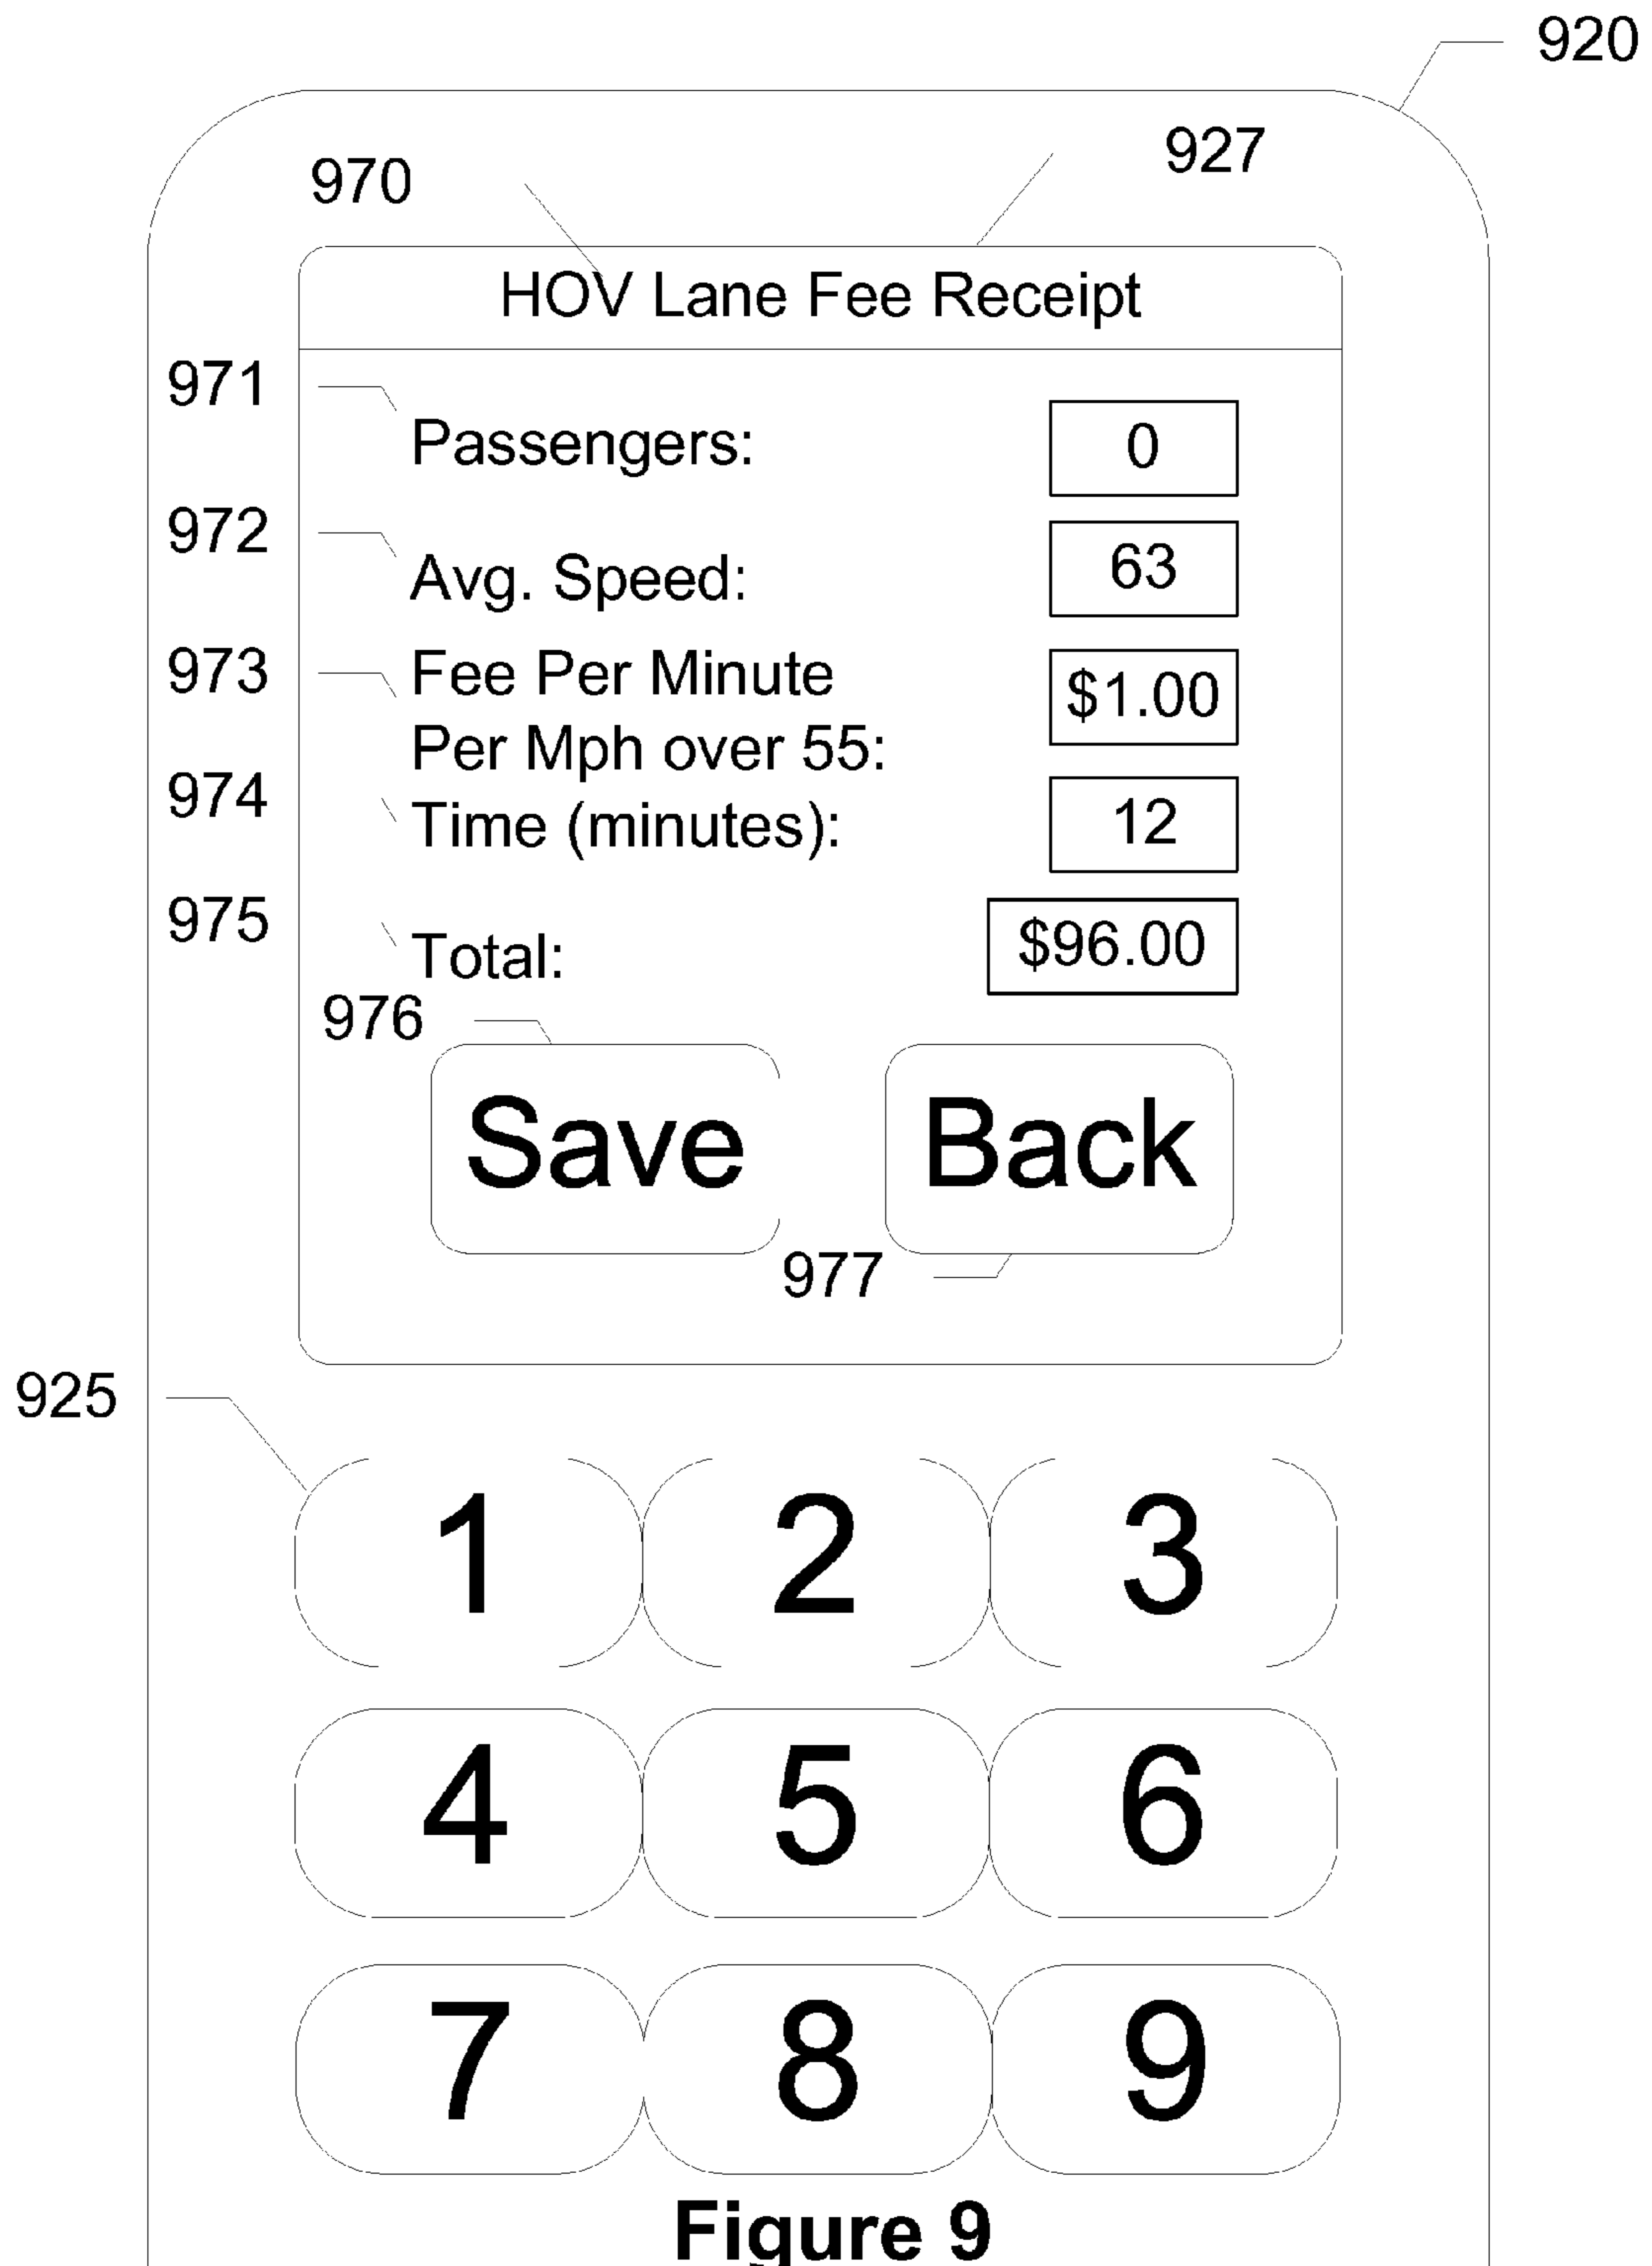 920
927
970
HOV Lane Fee Receipt
971
Passengers: 0
972
Avg. Speed: 63
973 Fee Per Minute $1.00
Per Mph over 55:
974
Time (minutes): 12
975
Total: $96.00
976
Save Back
977
925
1 2 3
4 5 6
7 8 9
Figure 9